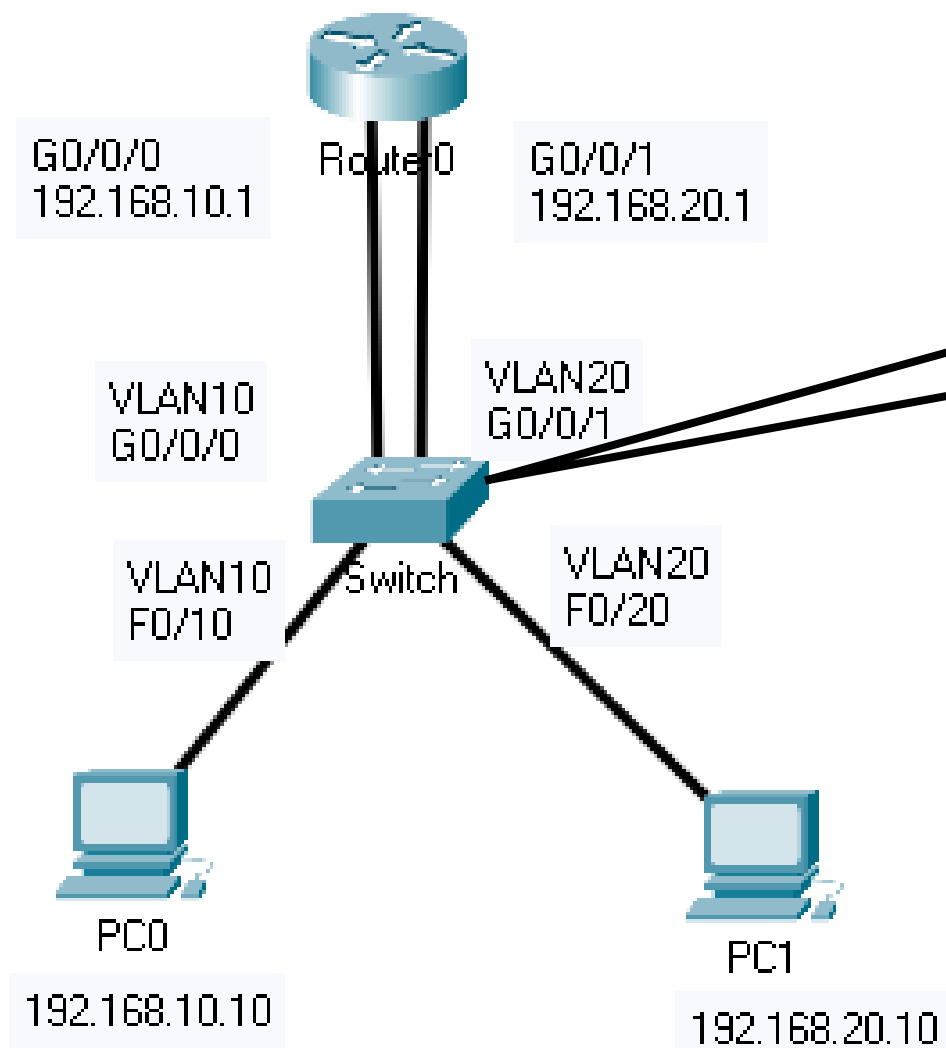 G0/0/0
192.168.10.1
Router0
G0/0/1
192.168.20.1
VLAN10
G0/0/0
VLAN20
G0/0/1
VLAN10
F0/10
Switch
VLAN20
F0/20
PC0
192.168.10.10
PC1
192.168.20.10